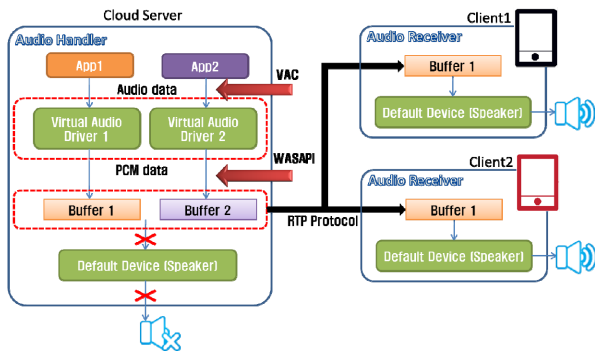 Cloud Server
Audio Handler
App1
App2
VAC
Audio data
Virtual Audio
Driver 1
Virtual Audio
Driver 2
WASAPI
PCM data
Buffer 1
Buffer 2
RTP Protocol
Default Device (Speaker)
Client1
Audio Receiver
Buffer 1
Default Device (Speaker)
Client2
Audio Receiver
Buffer 1
Default Device (Speaker)